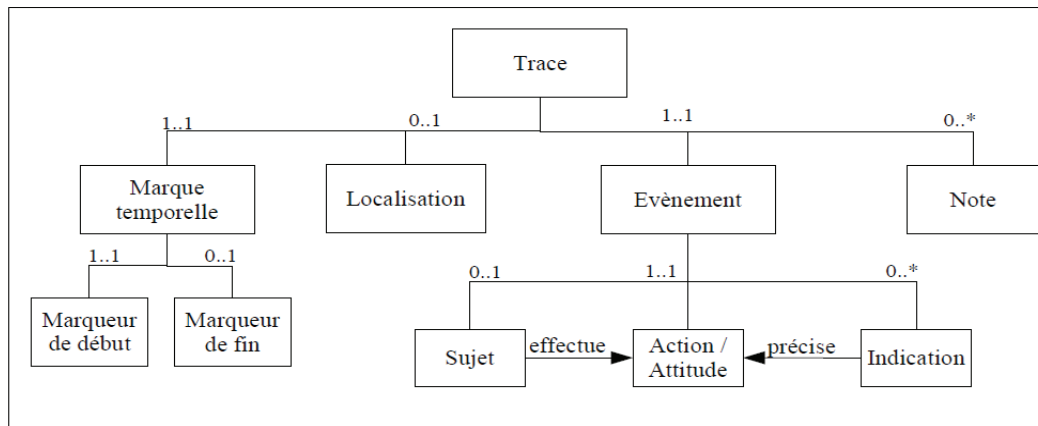 Trace
1..1
0..1
1..1
0..*
Marque
temporelle
Localisation
Evènement
Note
1..1
0..1
0..1
1..1
0..*
Marqueur
de début
Marqueur
de fin
Sujet
effectue
Action /
Attitude
précise
Indication